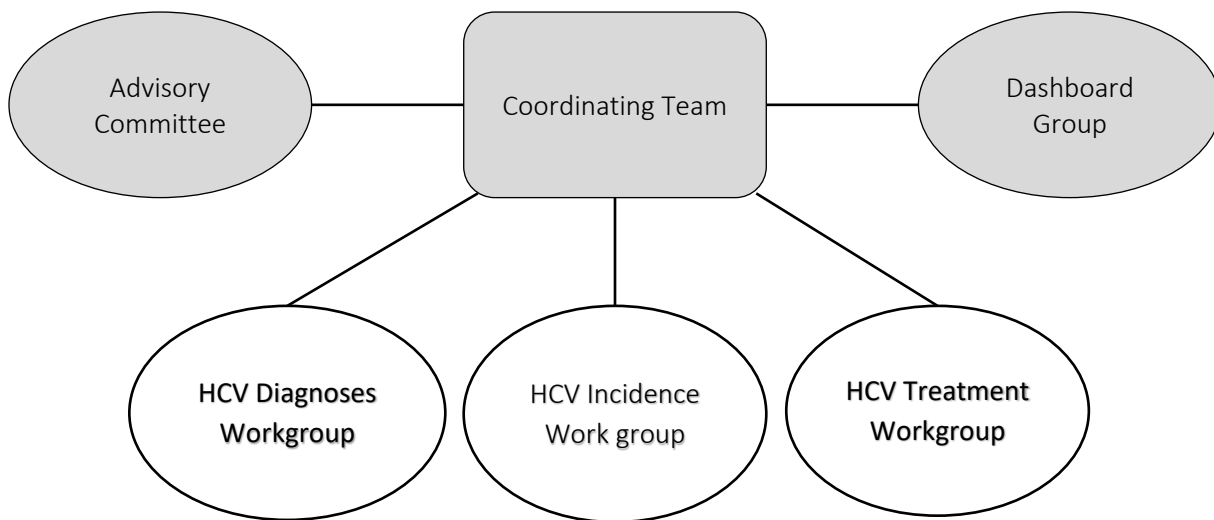 Advisory
Committee
Coordinating Team
Dashboard
Group
HCV Diagnoses
Workgroup
HCV Incidence
Work group
HCV Treatment
Workgroup